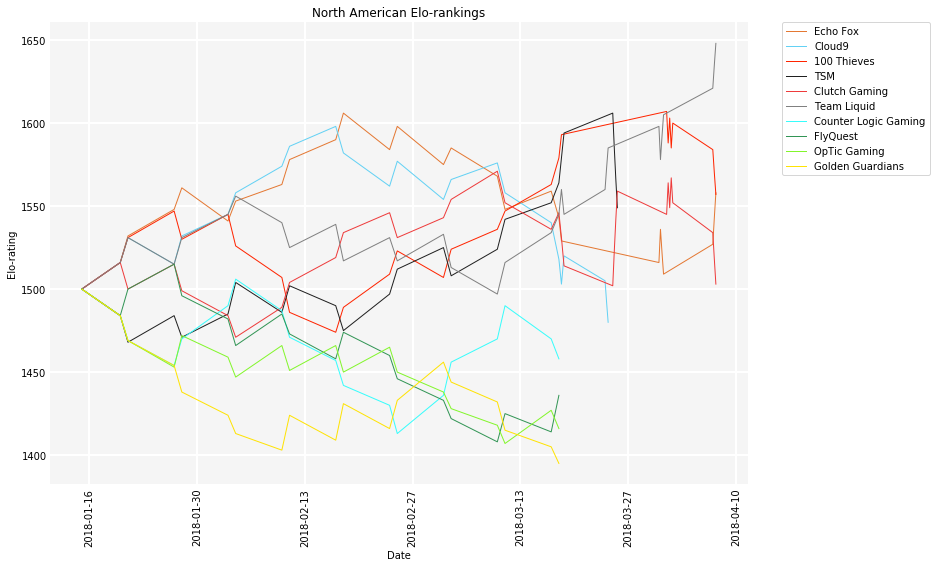 North American Elo-rankings
Echo Fox
Cloud9
100 Thieves
TSM
Clutch Gaming
Team Liquid
Counter Logic Gaming
FlyQuest
OpTic Gaming
Golden Guardians
Elo-rating
1650
1600
1550
1500
1450
1400
2018-01-16
2018-01-30
2018-02-13
2018-02-27
2018-03-13
2018-03-27
2018-04-10
Date